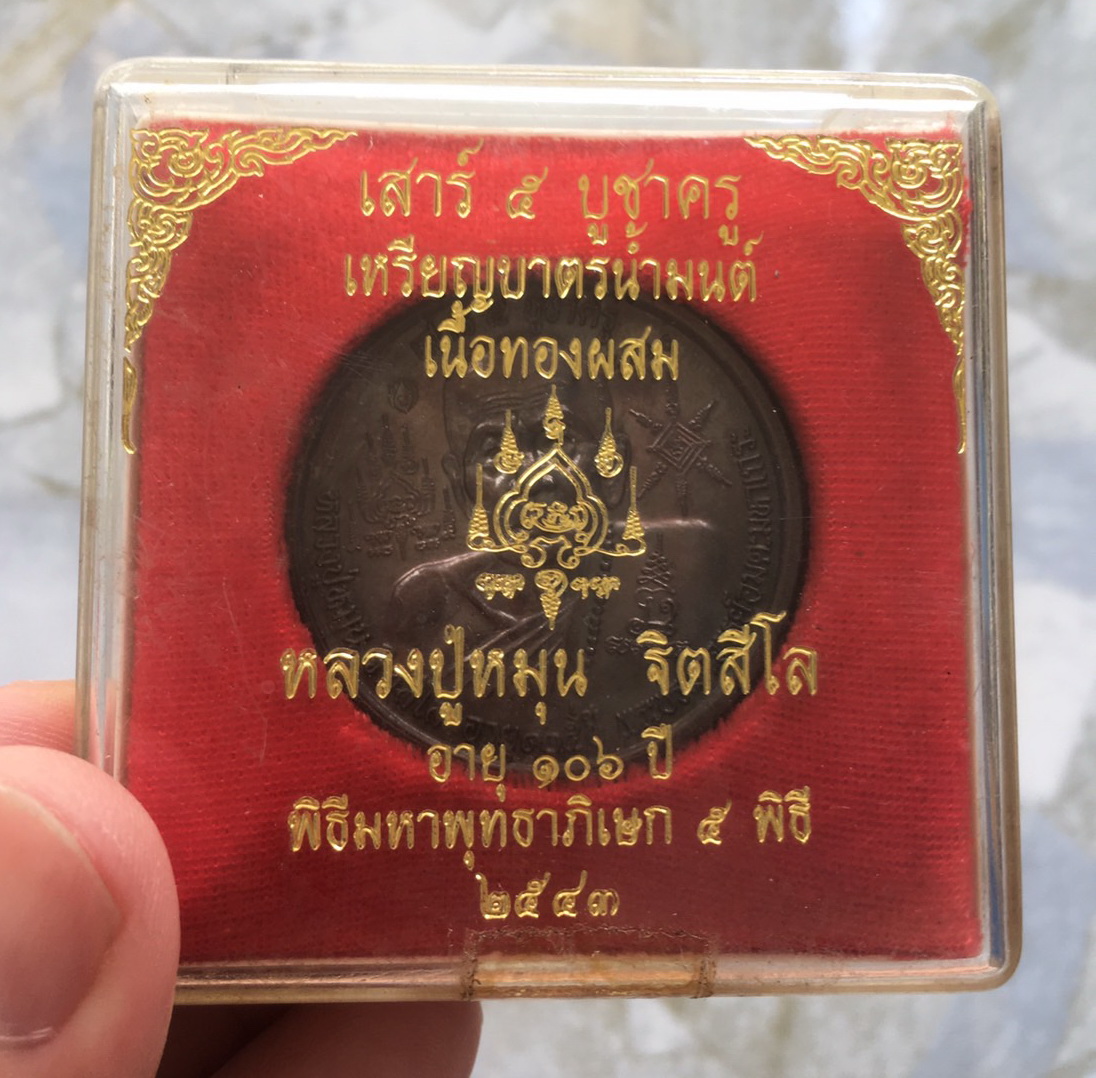 เสาร์ ๕ บูชาครู
เหรียญบาตรน้ำมนต์
เนื้อทองผสม
หลวงปู่หมุน ฐิตสีโล
อายุ ๑๐๖ ปี
พิธีมหาพุทธาภิเษก ๕ พิธี
๒๕๔๓